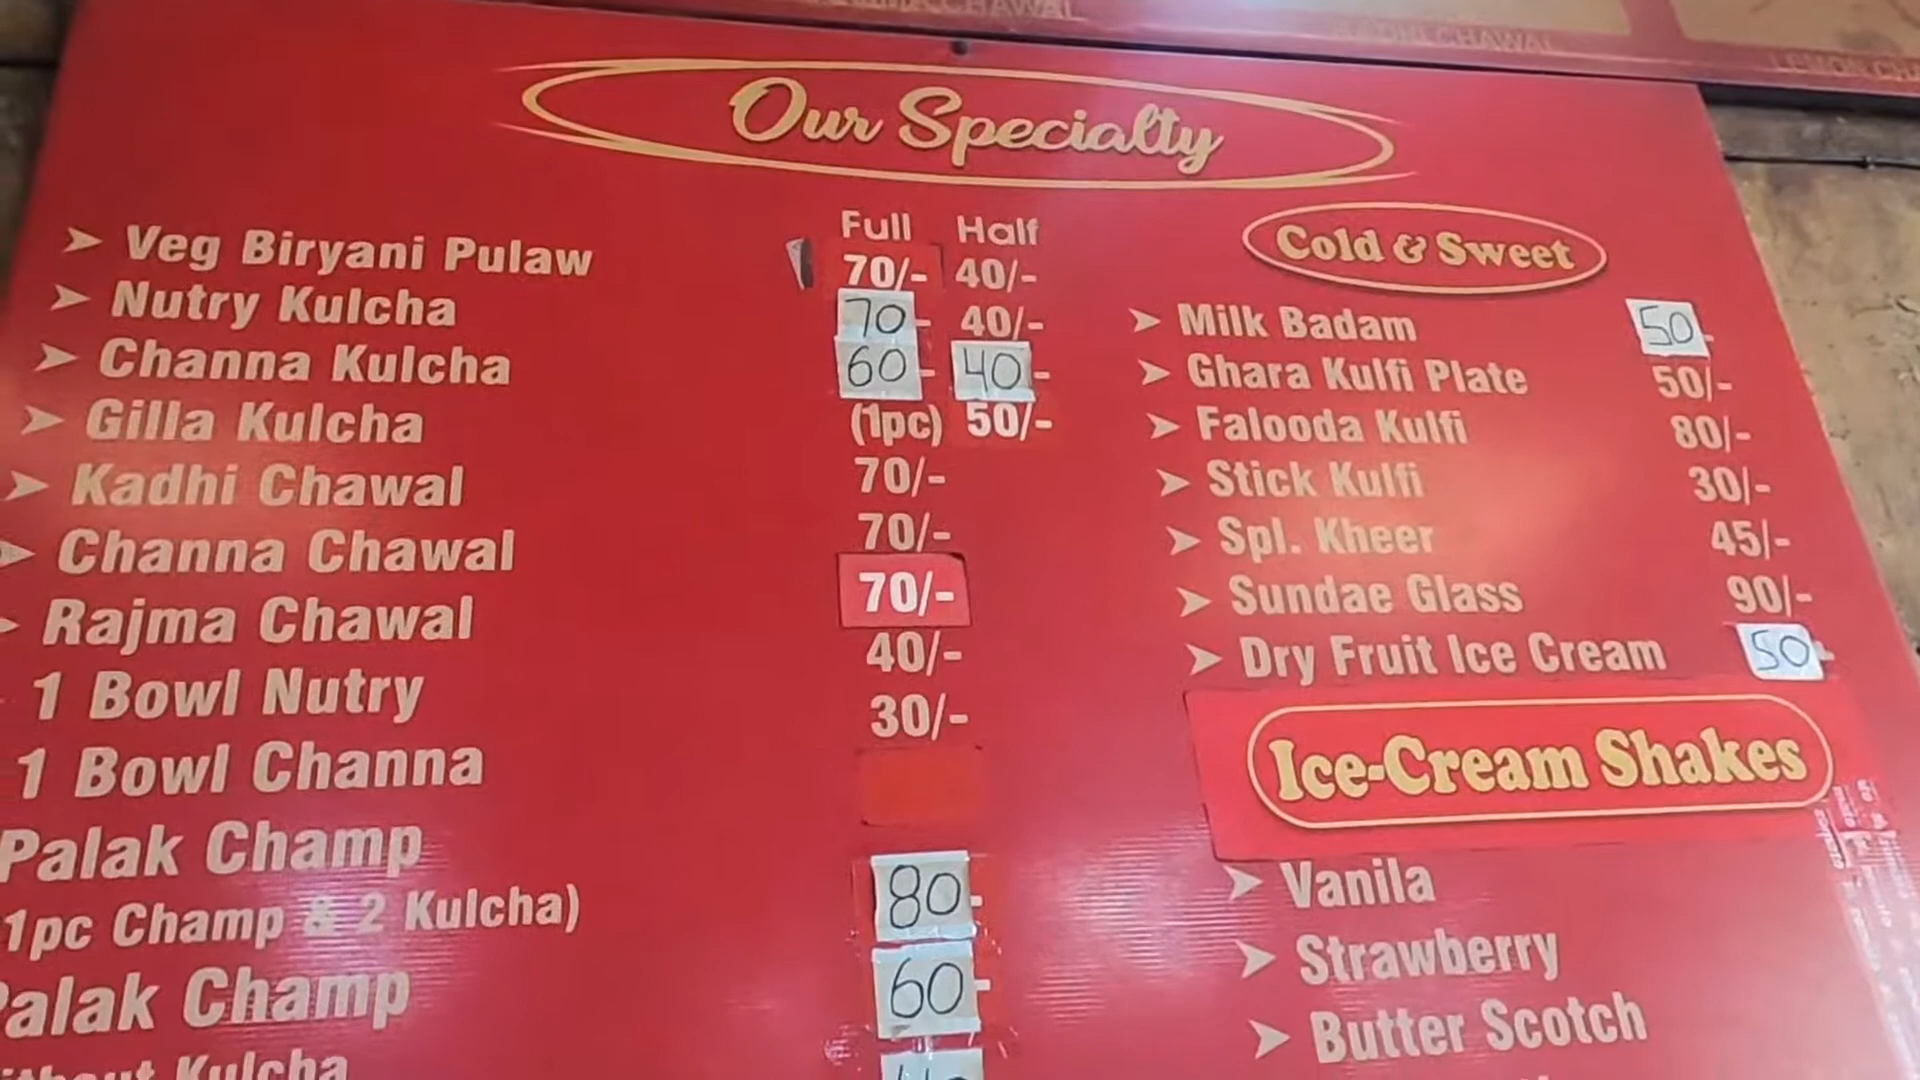 CHAWAL
KADHI CHAWAL
Our Specialty
Full Half
Veg Biryani Pulaw 70/- 40/-
Nutry Kulcha 70 - 40/-
Channa Kulcha 60 - 40 -
Gilla Kulcha (1pc) 50/-
Kadhi Chawal 70/-
Channa Chawal 70/-
Rajma Chawal 70/-
1 Bowl Nutry 40/-
1 Bowl Channa 30/-
Palak Champ
1pc Champ & 2 Kulcha) 80 -
Palak Champ 60 -
Kulcha
Cold & Sweet
Milk Badam 50 -
Ghara Kulfi Plate 50/-
Falooda Kulfi 80/-
Stick Kulfi 30/-
Spl. Kheer 45/-
Sundae Glass 90/-
Dry Fruit Ice Cream 50 -
Ice-Cream Shakes
Vanila
Strawberry
Butter Scotch